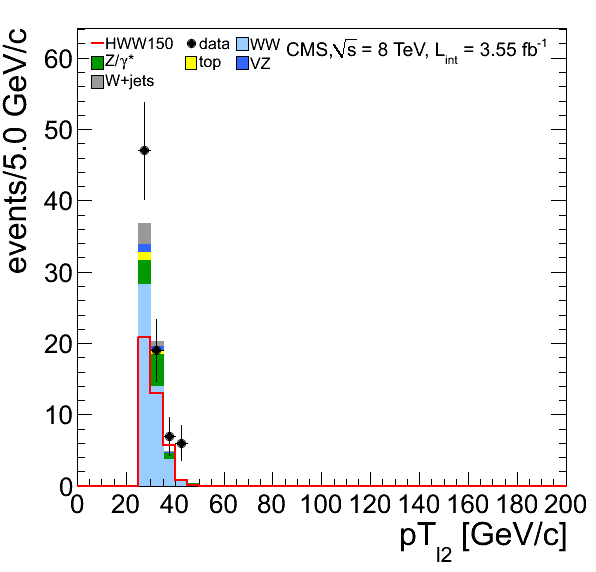 HWW150 data WW CMS,√s = 8 TeV, L_int = 3.55 fb⁻¹
Z/γ* top VZ
W+jets
events/5.0 GeV/c
60
50
40
30
20
10
0
0 20 40 60 80 100 120 140 160 180 200
pT_l2 [GeV/c]